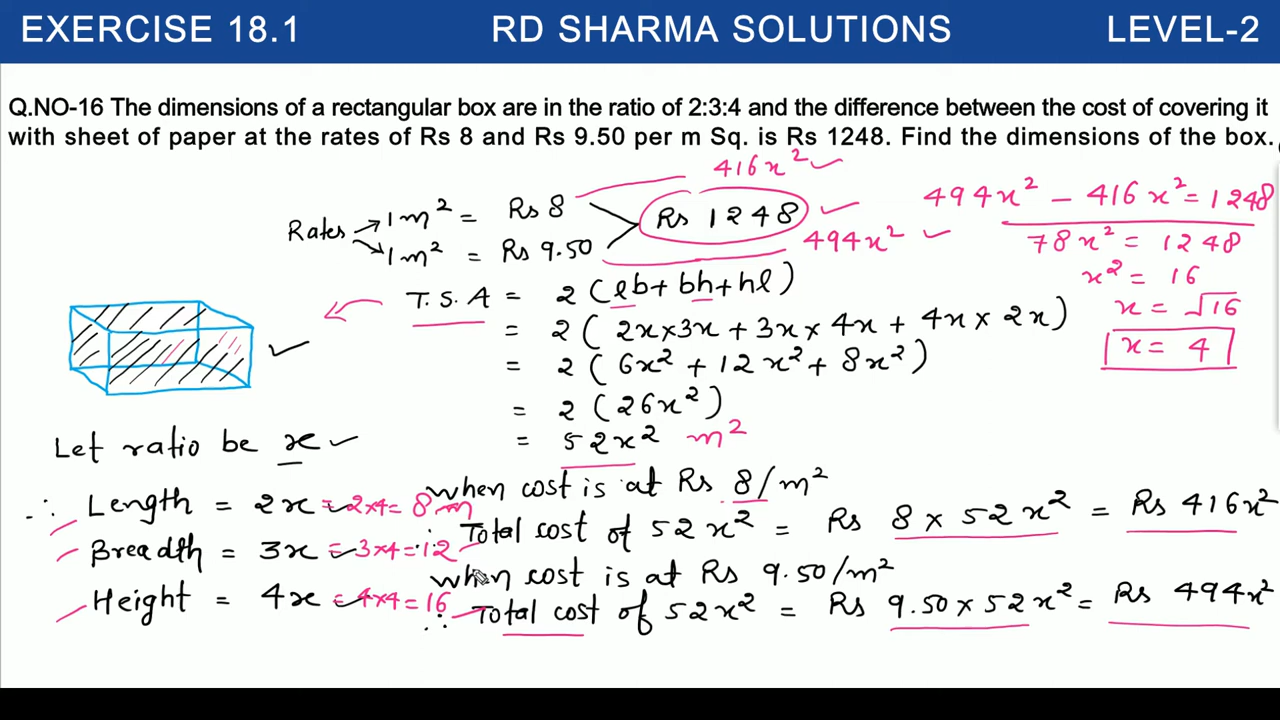 EXERCISE 18.1 RD SHARMA SOLUTIONS LEVEL-2
Q.NO-16 The dimensions of a rectangular box are in the ratio of 2:3:4 and the difference between the cost of covering it
with sheet of paper at the rates of Rs 8 and Rs 9.50 per m Sq. is Rs 1248. Find the dimensions of the box.
416x²
Rates → 1m² = Rs 8
→ 1m² = Rs 9.50
Rs 1248
494x²
494x² - 416x² = 1248
78x² = 1248
x² = 16
x = √16
x = 4
T.S.A = 2 (lb + bh + hl)
= 2 (2x×3x + 3x×4x + 4x×2x)
= 2 (6x² + 12x² + 8x²)
= 2 (26x²)
= 52x² m²
Let ratio be x
∴ Length = 2x = 2×4 = 8m
Breadth = 3x = 3×4 = 12
Height = 4x = 4×4 = 16
when cost is at Rs 8/m²
∴ Total cost of 52x² = Rs 8 × 52x² = Rs 416x²
when cost is at Rs 9.50/m²
∴ Total cost of 52x² = Rs 9.50 × 52x² = Rs 494x²